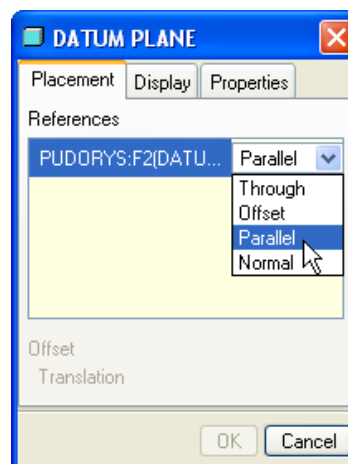 DATUM PLANE
Placement Display Properties
References
PUDORYS:F2(DATU... Parallel
Through
Offset
Parallel
Normal
Offset
Translation
OK Cancel